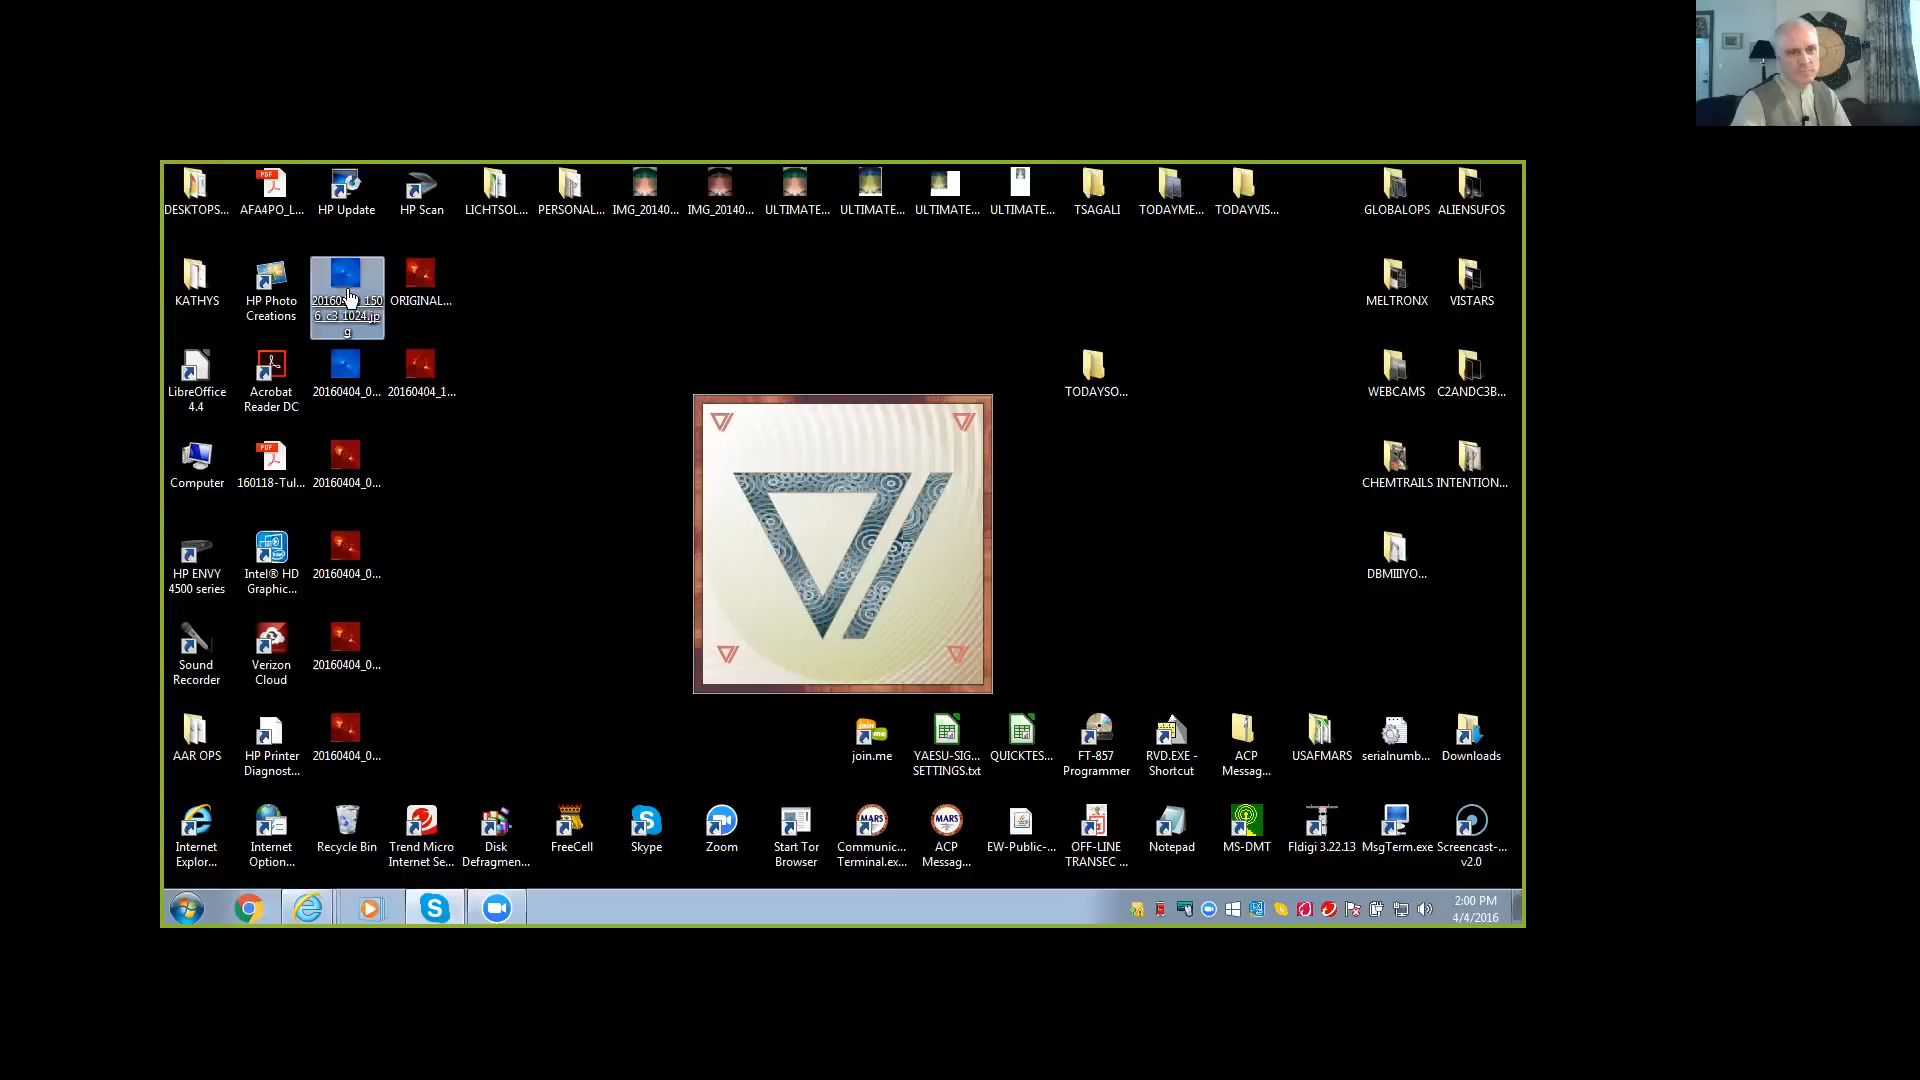 DESKTOPS...
AFA4PO_L...
HP Update
HP Scan
LICHTSOL...
PERSONAL...
IMG_20140...
IMG_20140...
ULTIMATE...
ULTIMATE...
ULTIMATE...
ULTIMATE...
TSAGALI
TODAYME...
TODAYVIS...
GLOBALOPS
ALIENSUFOS
KATHYS
HP Photo
Creations
6_c3_1024.jp
g
ORIGINAL...
MELTRONX
VISTARS
LibreOffice
4.4
Acrobat
Reader DC
20160404_0...
20160404_1...
TODAYSO...
WEBCAMS
C2ANDC3B...
Computer
160118-Tul...
20160404_0...
CHEMTRAILS
INTENTION...
HP ENVY
4500 series
Intel® HD
Graphic...
20160404_0...
DBMIIIYO...
Sound
Recorder
Verizon
Cloud
20160404_0...
AAR OPS
HP Printer
Diagnost...
20160404_0...
join.me
YAESU-SIG...
SETTINGS.txt
QUICKTES...
FT-857
Programmer
RVD.EXE -
Shortcut
ACP
Messag...
USAFMARS
serialnumb...
Downloads
Internet
Explor...
Internet
Option...
Recycle Bin
Trend Micro
Internet Se...
Disk
Defragmen...
FreeCell
Skype
Zoom
Start Tor
Browser
Communic...
Terminal.ex...
ACP
Messag...
EW-Public-...
OFF-LINE
TRANSEC ...
Notepad
MS-DMT
Fldigi 3.22.13
MsgTerm.exe
Screencast-...
v2.0
2:00 PM
4/4/2016